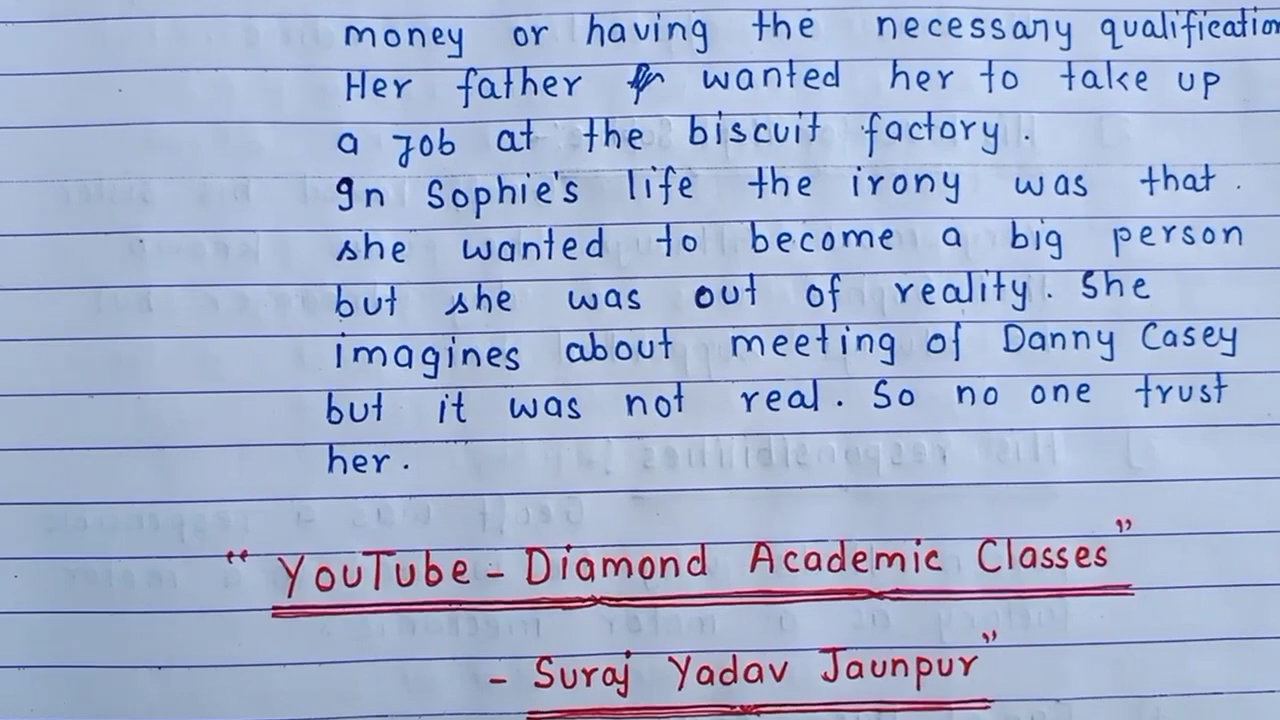 money or having the necessary qualification
Her father wanted her to take up
a job at the biscuit factory.
In Sophie's life the irony was that.
she wanted to become a big person
but she was out of reality. She
imagines about meeting of Danny Casey
but it was not real. So no one trust
her.
"YouTube - Diamond Academic Classes"
- Suraj Yadav Jaunpur"